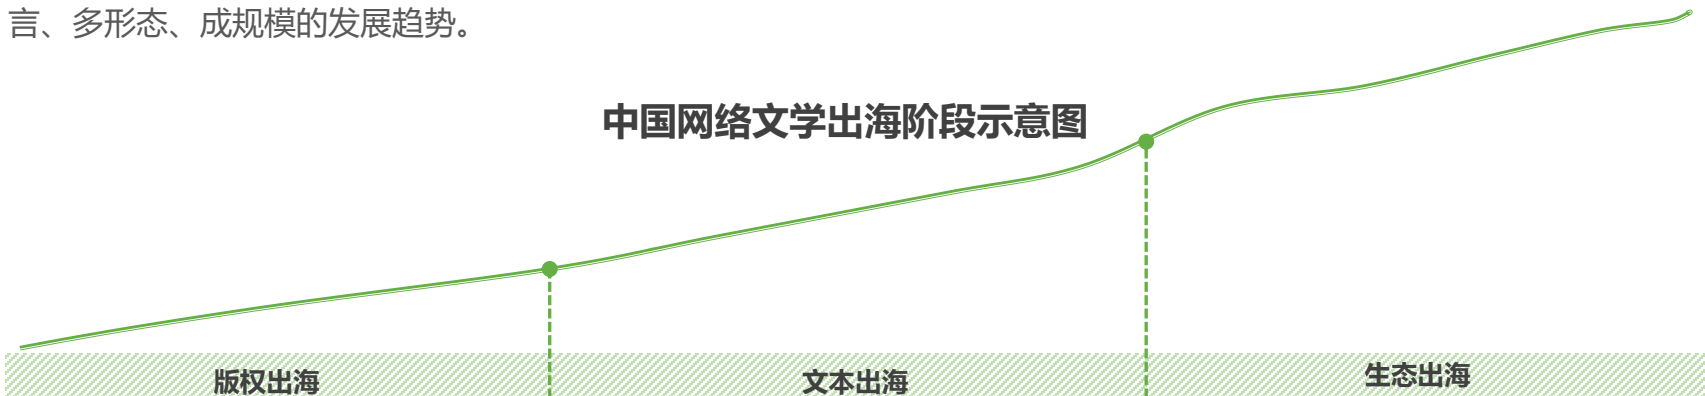 言、多形态、成规模的发展趋势。
中国网络文学出海阶段示意图
版权出海
文本出海
生态出海